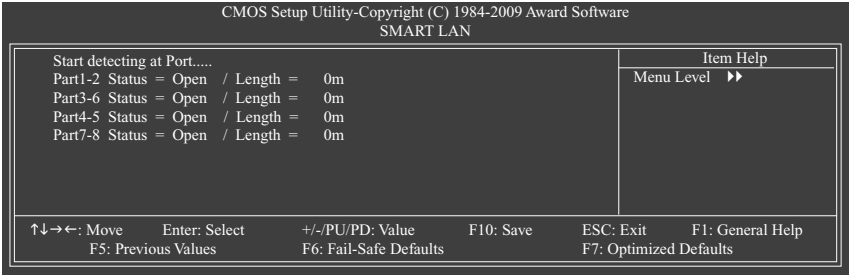 CMOS Setup Utility-Copyright (C) 1984-2009 Award Software
SMART LAN
Start detecting at Port.....
Part1-2 Status = Open / Length = 0m
Part3-6 Status = Open / Length = 0m
Part4-5 Status = Open / Length = 0m
Part7-8 Status = Open / Length = 0m
Item Help
Menu Level ▶▶
↑↓→←: Move Enter: Select +/-/PU/PD: Value F10: Save ESC: Exit F1: General Help
F5: Previous Values F6: Fail-Safe Defaults F7: Optimized Defaults